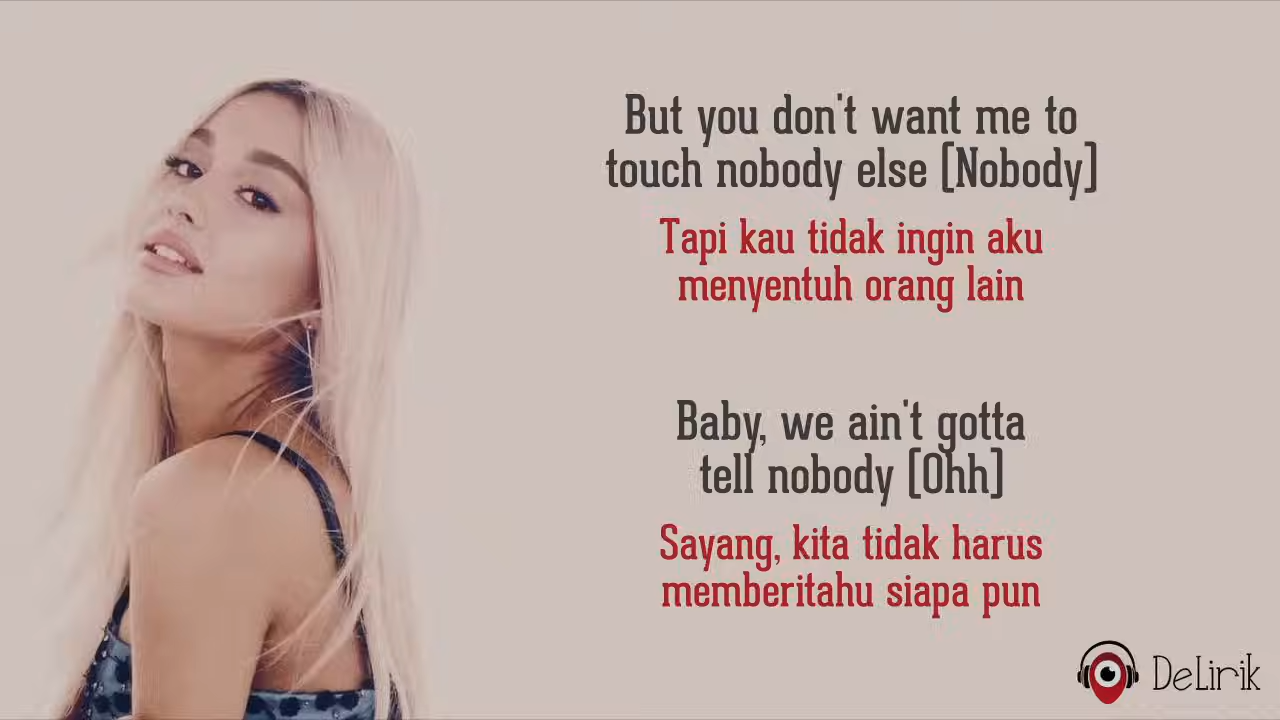 But you don't want me to
touch nobody else [Nobody]
Tapi kau tidak ingin aku
menyentuh orang lain
Baby, we ain't gotta
tell nobody [Ohh]
Sayang, kita tidak harus
memberitahu siapa pun
DeLirik